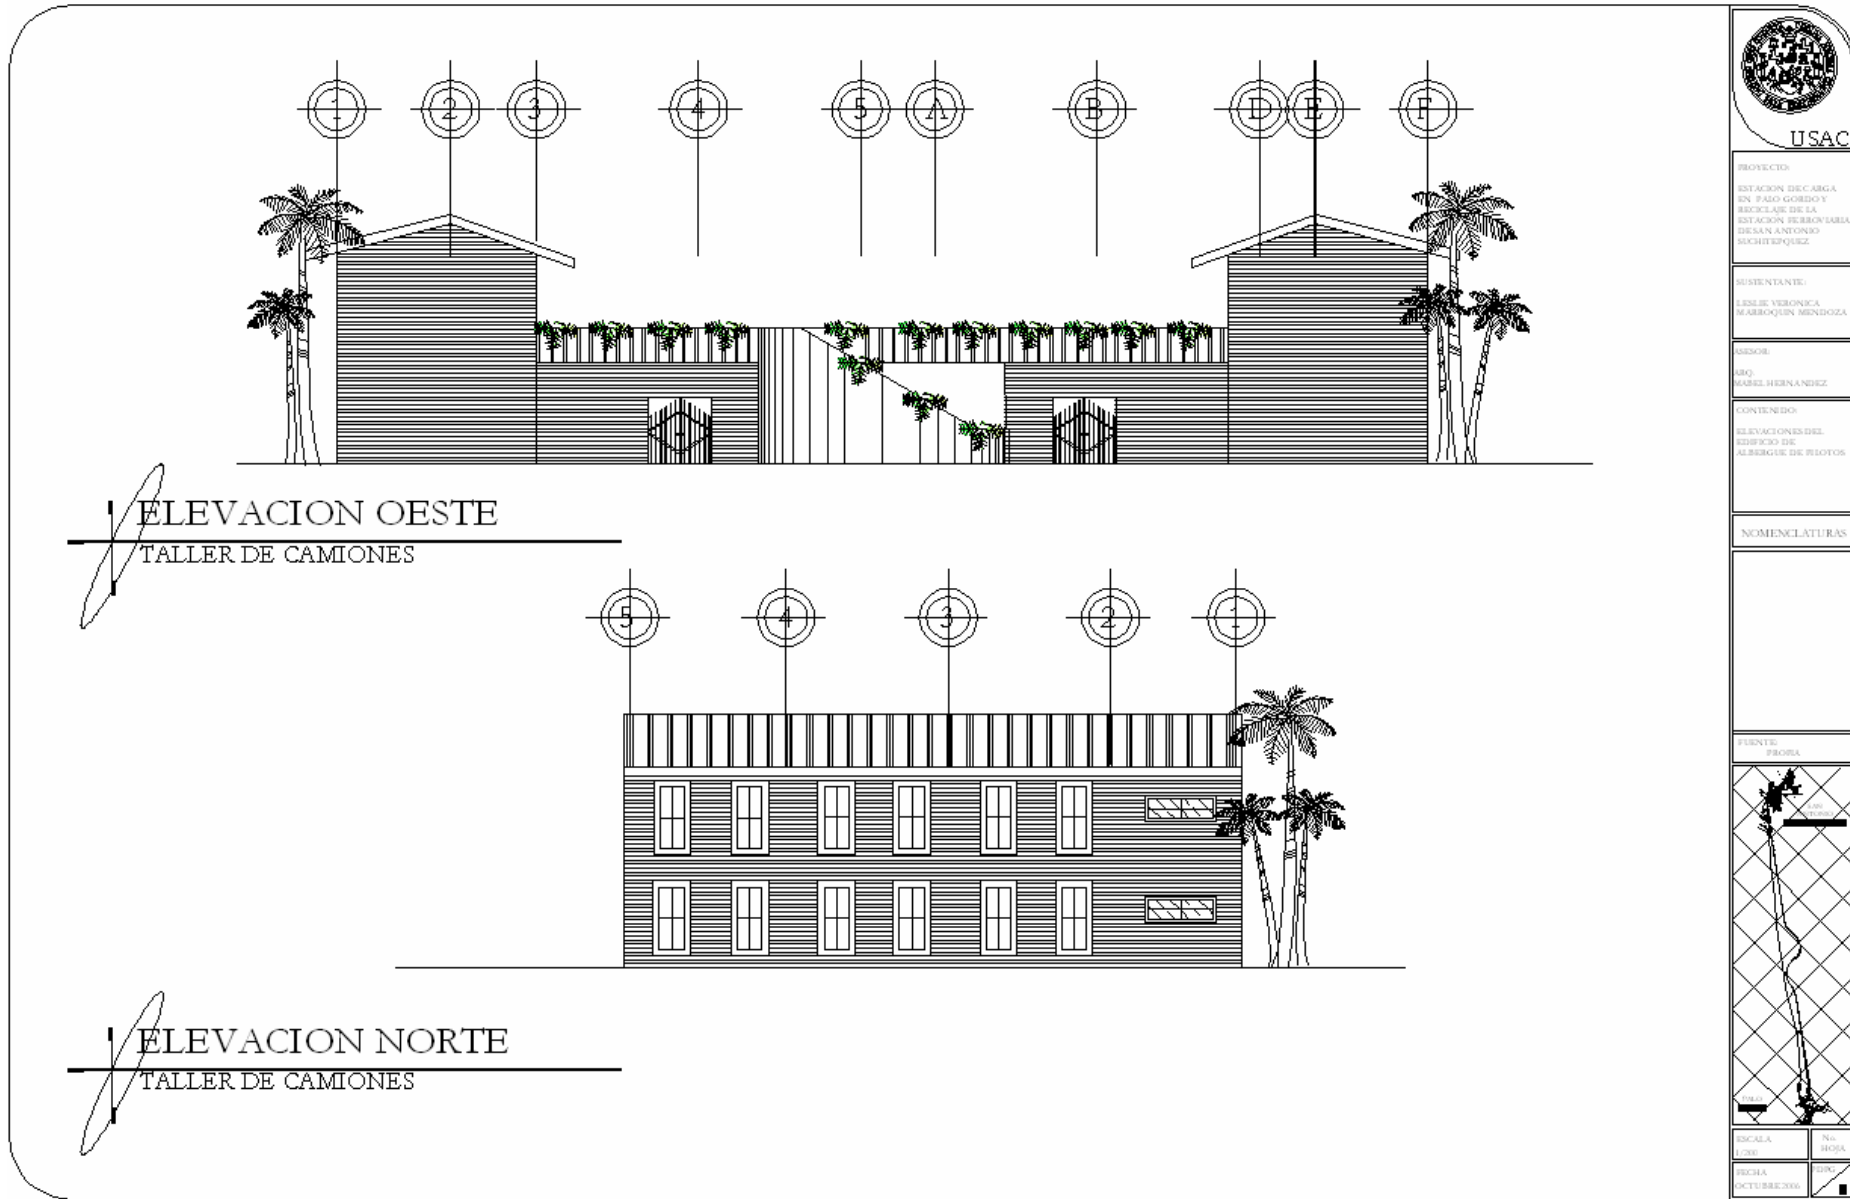 1 2 3 4 5 A B D E F
ELEVACION OESTE
TALLER DE CAMIONES
5 4 3 2 1
ELEVACION NORTE
TALLER DE CAMIONES
USAC
PROYECTO:
ESTACION DE CARGA
EN PALO GORDO Y
RECICLAJE DE LA
ESTACION FERROVIARIA
DE SAN ANTONIO
SUCHITEPQUEZ
SUSTENTANTE:
LESLIE VERONICA
MARROQUIN MENDOZA
ASESOR:
ARQ.
MABEL HERNANDEZ
CONTENIDO:
ELEVACIONES DEL
EDIFICIO DE
ALBERGUE DE PILOTOS
NOMENCLATURAS
FUENTE:
PROPIA
SAN
ANTONIO
PALO
ESCALA
1/200
No.
HOJA
FECHA
OCTUBRE 2006